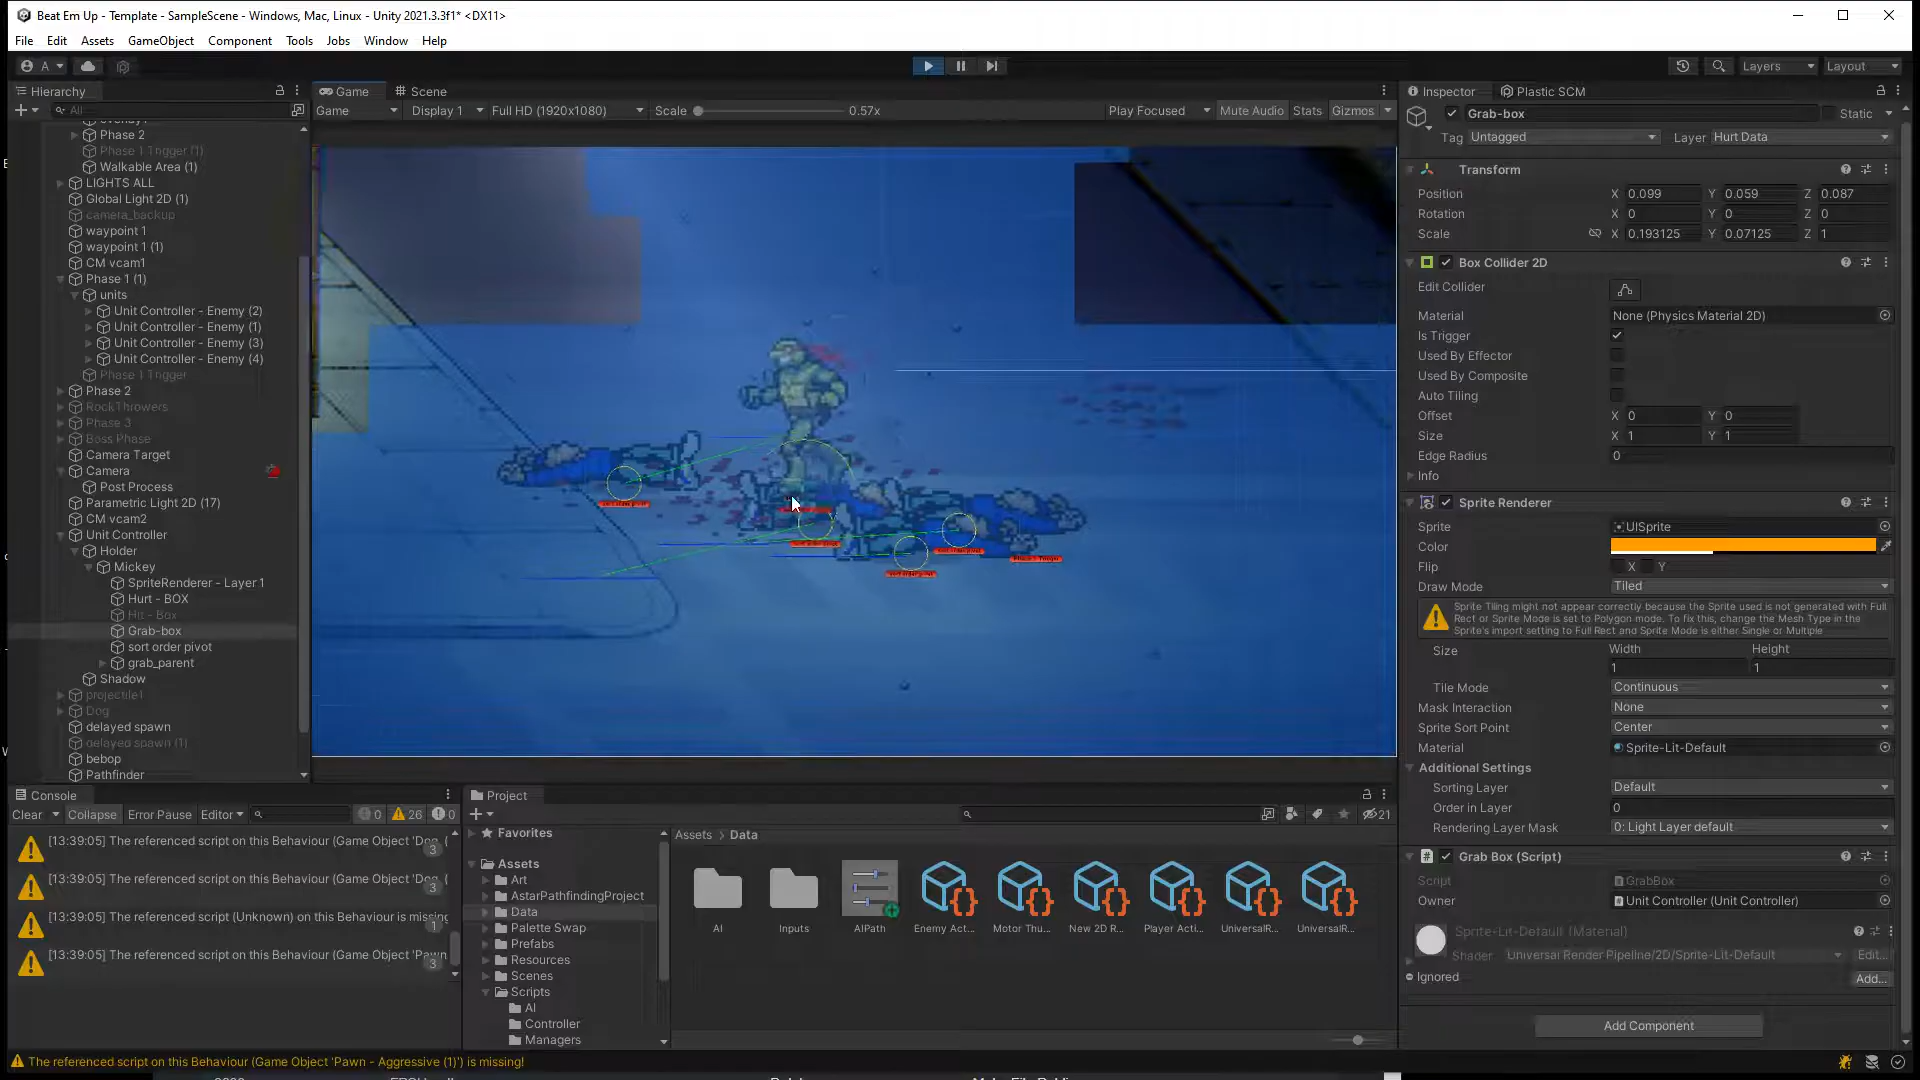 Beat Em Up - Template - SampleScene - Windows, Mac, Linux - Unity 2021.3.3f1* <DX11>
File Edit Assets GameObject Component Tools Jobs Window Help
A Layers Layout
Hierarchy Game Scene Inspector Plastic SCM
All Game Display 1 Full HD (1920x1080) Scale 0.57x Play Focused Mute Audio Stats Gizmos
Phase 2
Phase 1 Trigger (1)
Walkable Area (1)
LIGHTS ALL
Global Light 2D (1)
camera_backup
waypoint 1
waypoint 1 (1)
CM vcam1
Phase 1 (1)
units
Unit Controller - Enemy (2)
Unit Controller - Enemy (1)
Unit Controller - Enemy (3)
Unit Controller - Enemy (4)
Phase 1 Trigger
Phase 2
RockThrowers
Phase 3
Boss Phase
Camera Target
Camera
Post Process
Parametric Light 2D (17)
CM vcam2
Unit Controller
Holder
Mickey
SpriteRenderer - Layer 1
Hurt - BOX
Hit - Box
Grab-box
sort order pivot
grab_parent
Shadow
projectile1
Dog
delayed spawn
delayed spawn (1)
bebop
Pathfinder
Grab-box Static
Tag Untagged Layer Hurt Data
Transform
Position X 0.099 Y 0.059 Z 0.087
Rotation X 0 Y 0 Z 0
Scale X 0.193125 Y 0.07125 Z 1
Box Collider 2D
Edit Collider
Material None (Physics Material 2D)
Is Trigger
Used By Effector
Used By Composite
Auto Tiling
Offset X 0 Y 0
Size X 1 Y 1
Edge Radius 0
Info
Sprite Renderer
Sprite UISprite
Color
Flip X Y
Draw Mode Tiled
Sprite Tiling might not appear correctly because the Sprite used is not generated with Full
Rect or Sprite Mode is set to Polygon mode. To fix this, change the Mesh Type in the
Sprite's import setting to Full Rect and Sprite Mode is either Single or Multiple
Size Width Height
1 1
Tile Mode Continuous
Mask Interaction None
Sprite Sort Point Center
Material Sprite-Lit-Default
Additional Settings
Sorting Layer Default
Order in Layer 0
Rendering Layer Mask 0: Light Layer default
Grab Box (Script)
Script GrabBox
Owner Unit Controller (Unit Controller)
Sprite-Lit-Default (Material)
Shader Universal Render Pipeline/2D/Sprite-Lit-Default Edit...
Ignored
Add...
Add Component
Console
Clear Collapse Error Pause Editor 0 26 0
[13:39:05] The referenced script on this Behaviour (Game Object 'Dog, (
3
[13:39:05] The referenced script on this Behaviour (Game Object 'Dog, (
3
[13:39:05] The referenced script (Unknown) on this Behaviour is missing
1
[13:39:05] The referenced script on this Behaviour (Game Object 'Pawn
3
Project
21
Favorites
Assets
Art
AstarPathfindingProject
Data
Palette Swap
Prefabs
Resources
Scenes
Scripts
AI
Controller
Managers
Assets > Data
AI Inputs AIPath Enemy Act... Motor Thu... New 2D R... Player Acti... UniversalR... UniversalR...
The referenced script on this Behaviour (Game Object 'Pawn - Aggressive (1)') is missing!